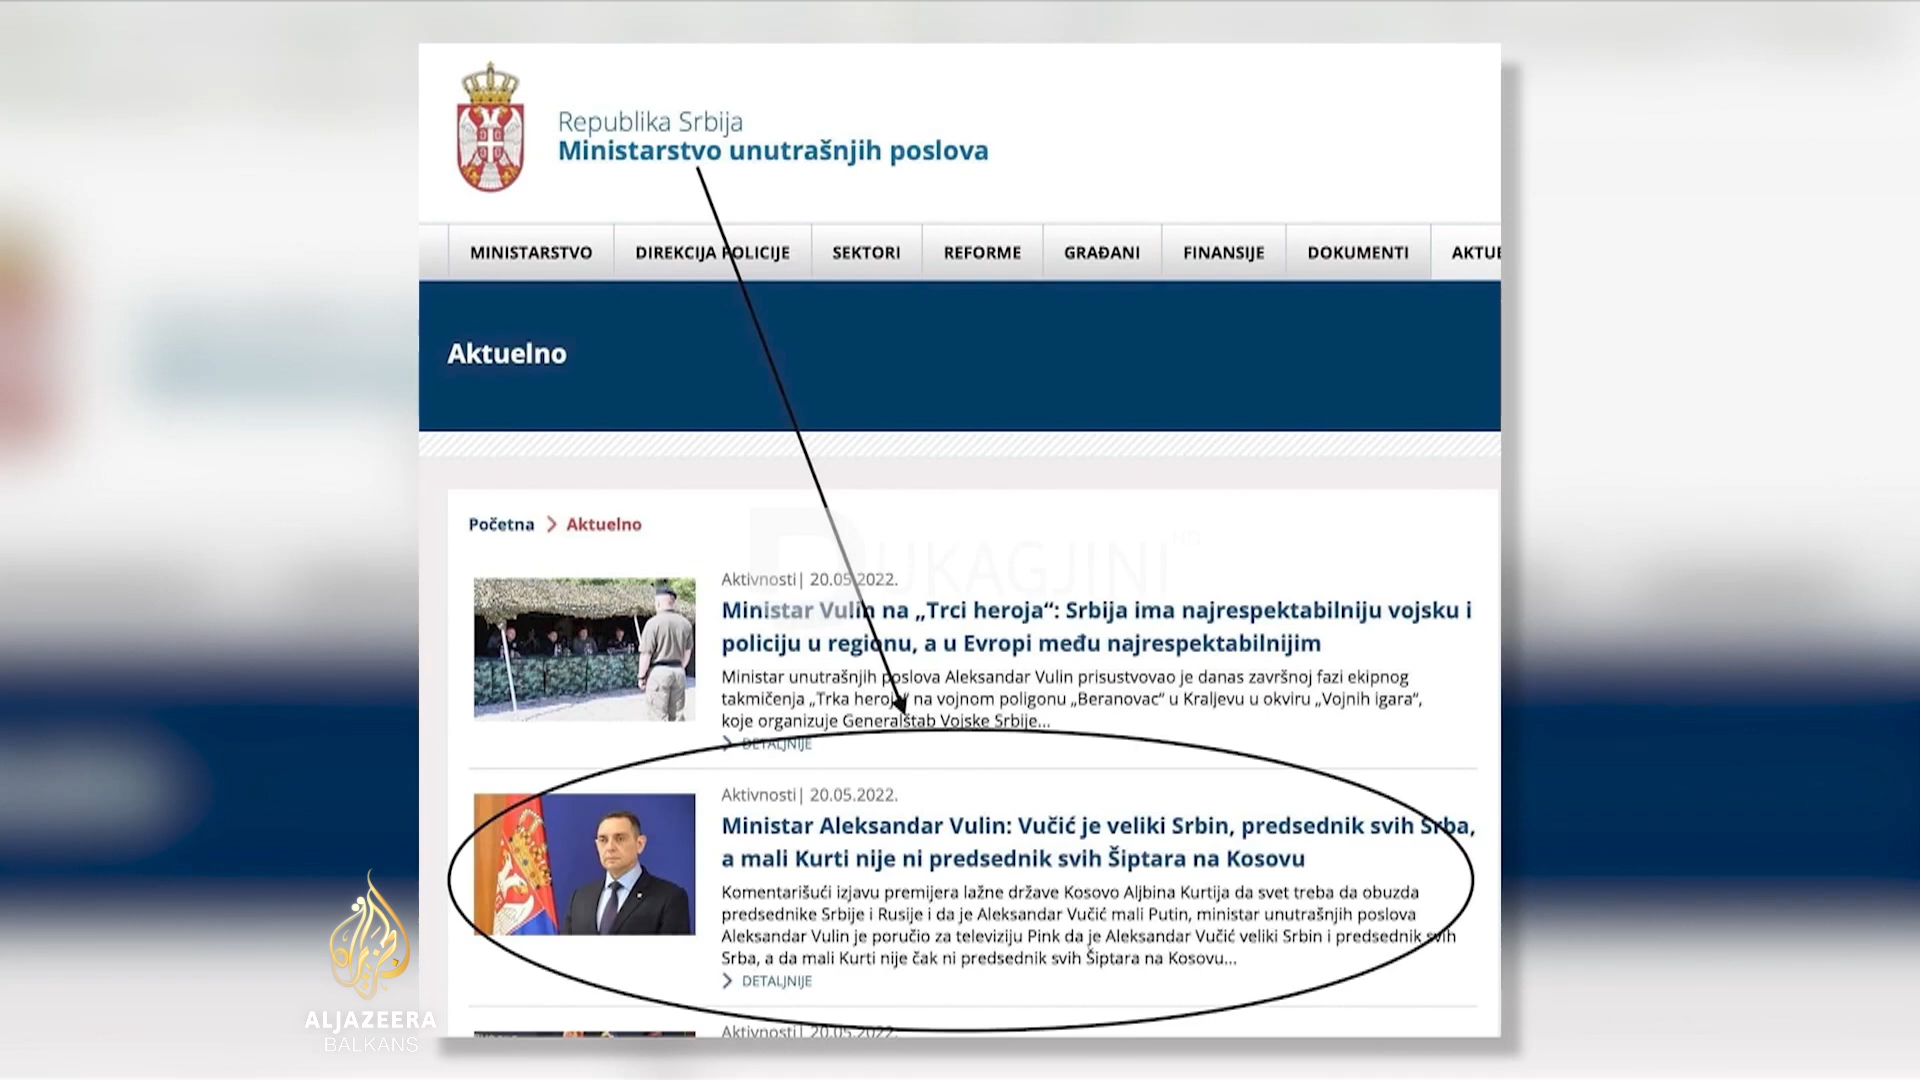 Republika Srbija
Ministarstvo unutrašnjih poslova
MINISTARSTVO DIREKCIJA POLICIJE SEKTORI REFORME GRAĐANI FINANSIJE DOKUMENTI AKTUE
Aktuelno
Početna > Aktuelno
DUKAGJINI HD
Aktivnosti| 20.05.2022.
Ministar Vulin na „Trci heroja“: Srbija ima najrespektabilniju vojsku i
policiju u regionu, a u Evropi među najrespektabilnijim
Ministar unutrašnjih poslova Aleksandar Vulin prisustvovao je danas završnoj fazi ekipnog
takmičenja „Trka heroja“ na vojnom poligonu „Beranovac“ u Kraljevu u okviru „Vojnih igara“,
koje organizuje Generalštab Vojske Srbije...
> DETALJNIJE
Aktivnosti| 20.05.2022.
Ministar Aleksandar Vulin: Vučić je veliki Srbin, predsednik svih Srba,
a mali Kurti nije ni predsednik svih Šiptara na Kosovu
Komentarišući izjavu premijera lažne države Kosovo Aljbina Kurtija da svet treba da obuzda
predsednike Srbije i Rusije i da je Aleksandar Vučić mali Putin, ministar unutrašnjih poslova
Aleksandar Vulin je poručio za televiziju Pink da je Aleksandar Vučić veliki Srbin i predsednik svih
Srba, a da mali Kurti nije čak ni predsednik svih Šiptara na Kosovu...
> DETALJNIJE
Aktivnosti| 20.05.2022.
ALJAZEERA
BALKANS